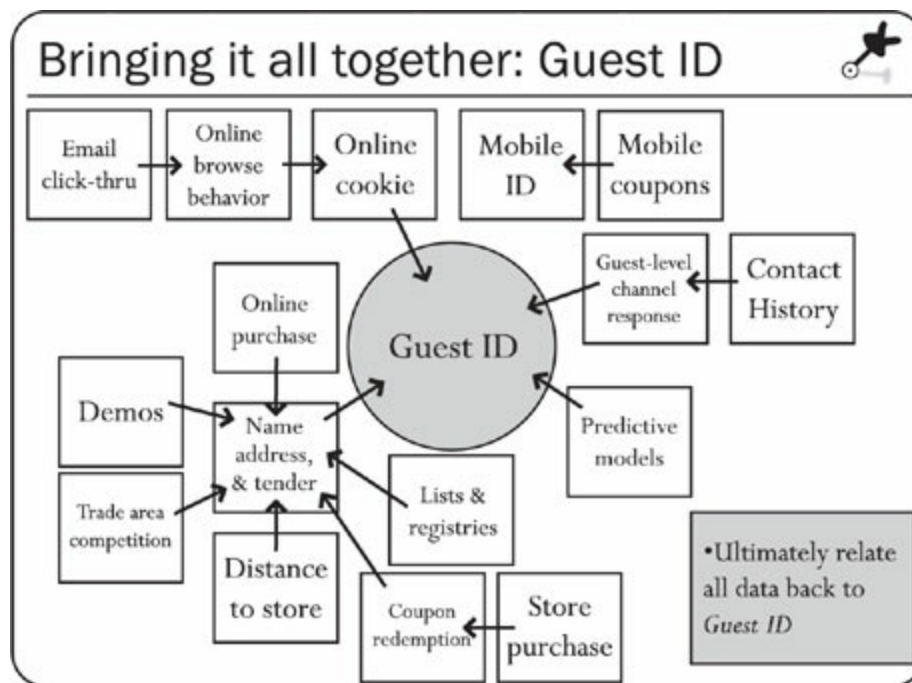 Bringing it all together: Guest ID
Email
click-thru
Online
browse
behavior
Online
cookie
Mobile
ID
Mobile
coupons
Guest-level
channel
response
Contact
History
Online
purchase
Guest ID
Demos
Name
address,
& tender
Predictive
models
Trade area
competition
Lists &
registries
Distance
to store
Coupon
redemption
Store
purchase
•Ultimately relate
all data back to
Guest ID